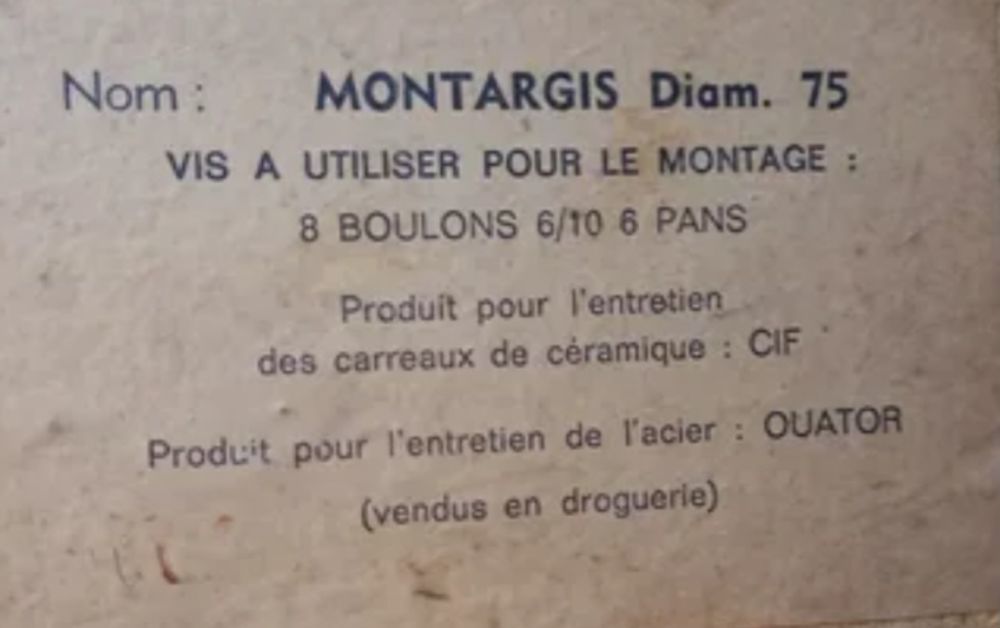 Nom : MONTARGIS Diam. 75
VIS A UTILISER POUR LE MONTAGE :
8 BOULONS 6/10 6 PANS
Produit pour l'entretien
des carreaux de céramique : CIF
Produit pour l'entretien de l'acier : OUATOR
(vendus en droguerie)